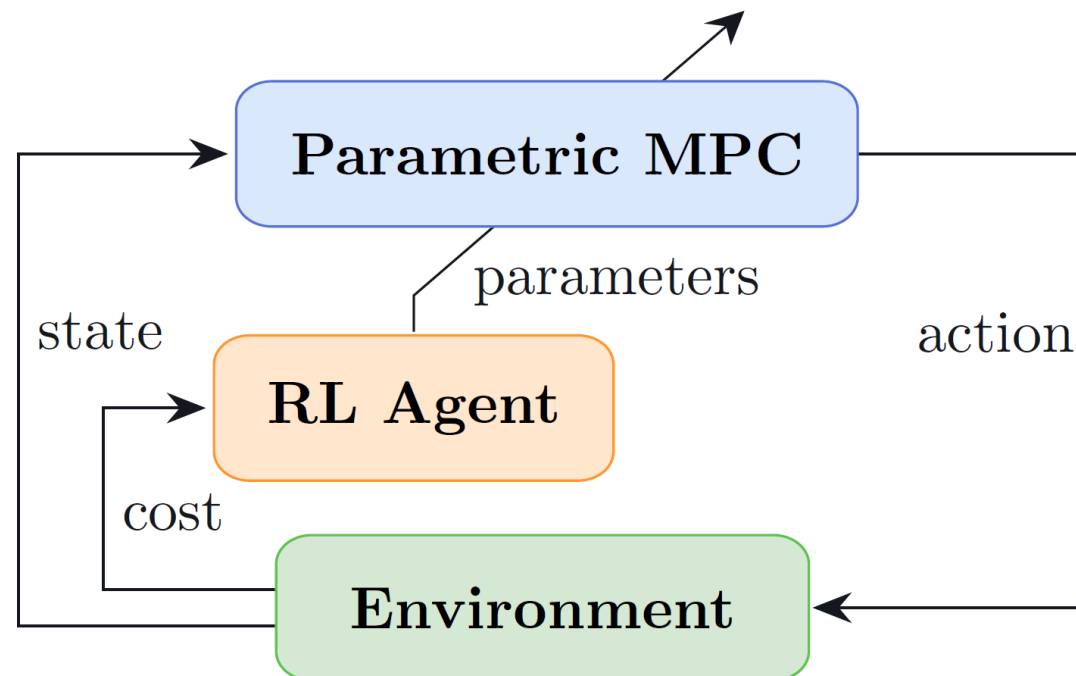 Parametric MPC
parameters
state
action
RL Agent
cost
Environment